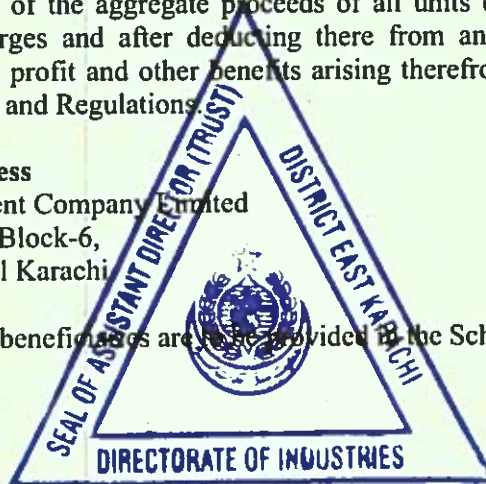 of the aggregate proceeds of all units
rges and after deducting there from an
profit and other benefits arising therefro
and Regulations.
ess
ent Company Limited
Block-6,
l Karachi
beneficiaries are to be provided in the Sch
SEAL OF ASSISTANT DIRECTOR (TRUST)
DISTRICT EAST KARACHI
DIRECTORATE OF INDUSTRIES